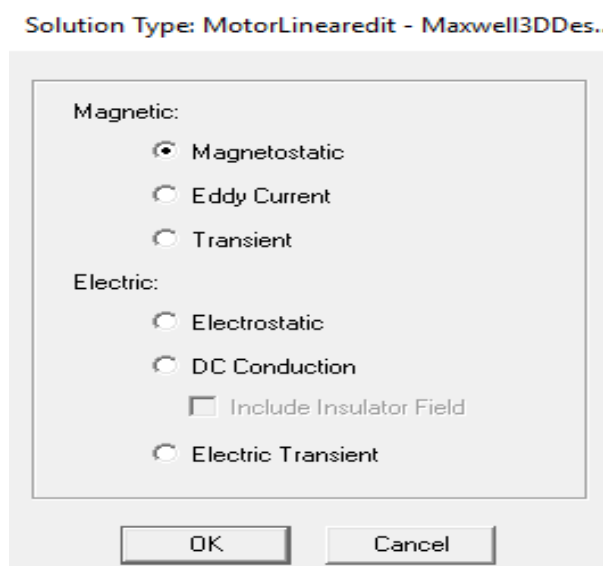 Solution Type: MotorLinearedit - Maxwell3DDes..
Magnetic:
Magnetostatic
Eddy Current
Transient
Electric:
Electrostatic
DC Conduction
Include Insulator Field
Electric Transient
OK Cancel